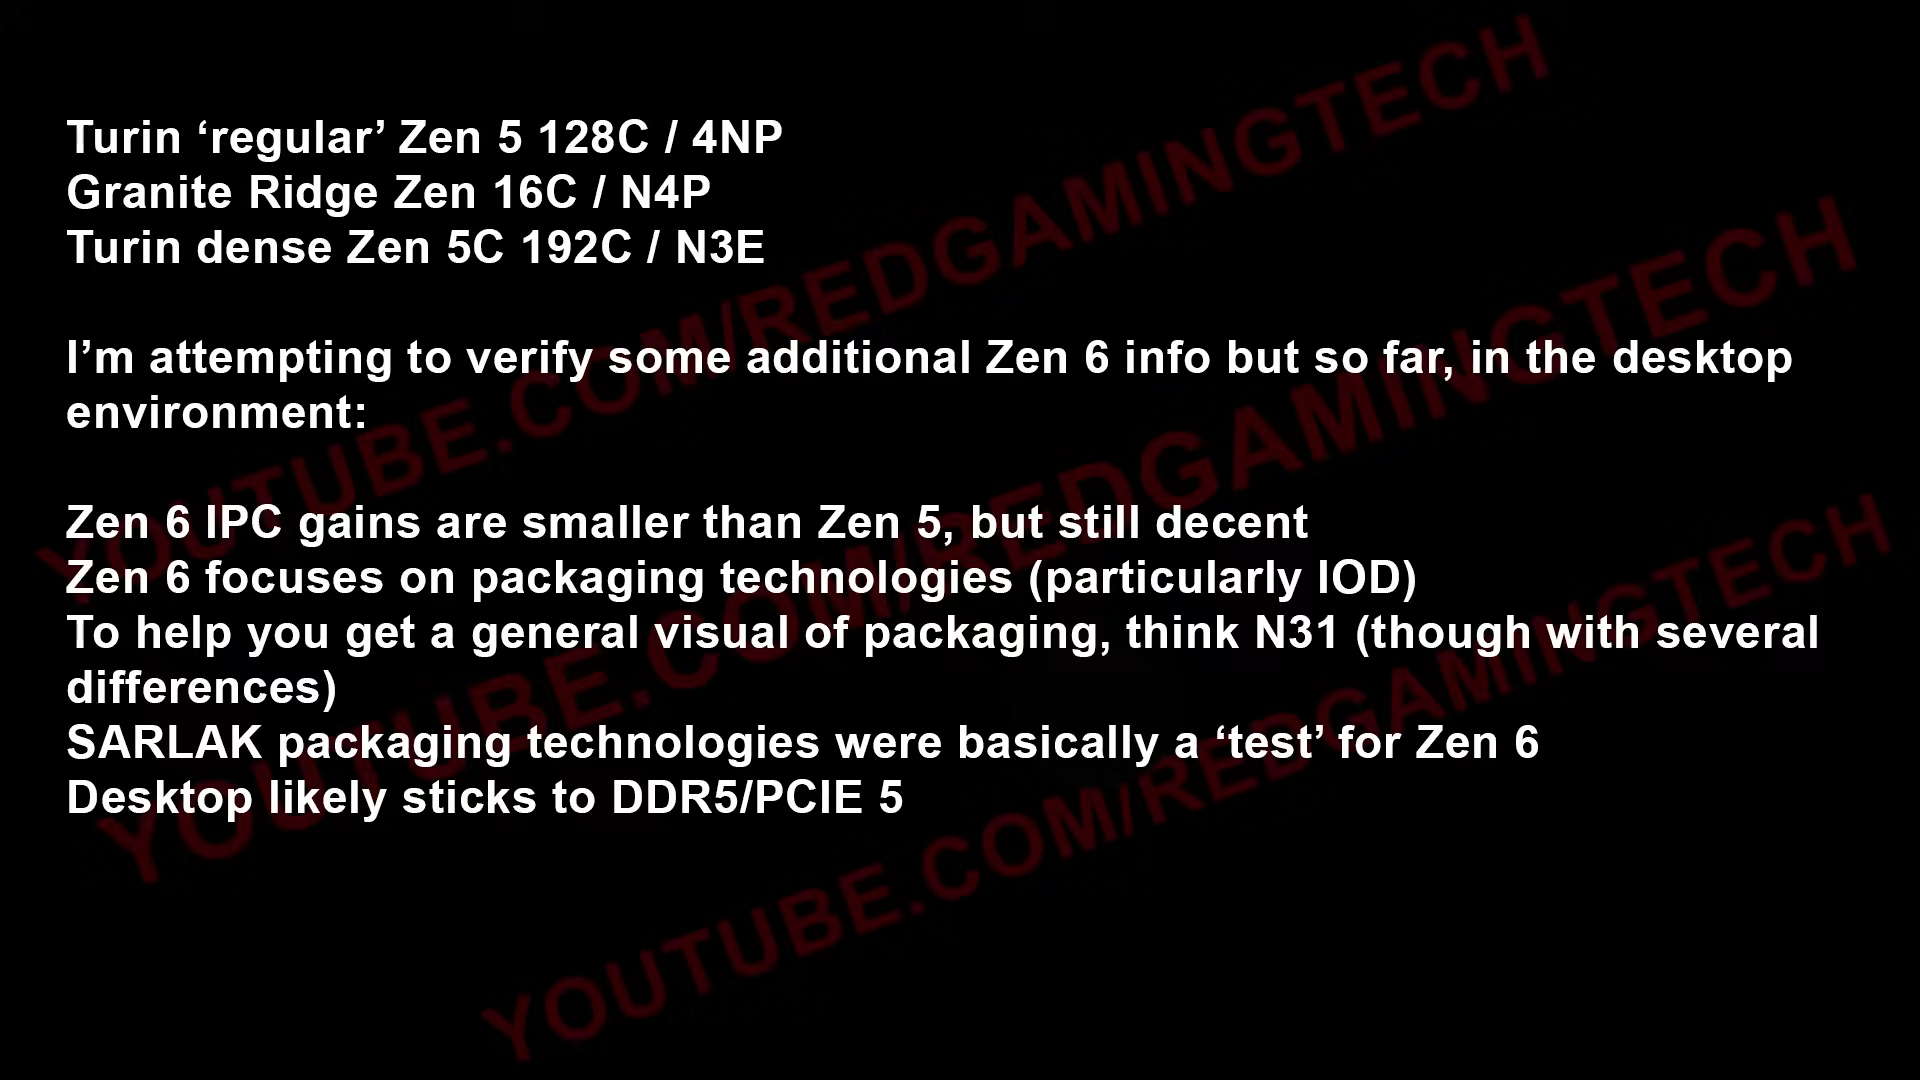 Turin ‘regular’ Zen 5 128C / 4NP
Granite Ridge Zen 16C / N4P
Turin dense Zen 5C 192C / N3E
I’m attempting to verify some additional Zen 6 info but so far, in the desktop
environment:
Zen 6 IPC gains are smaller than Zen 5, but still decent
Zen 6 focuses on packaging technologies (particularly IOD)
To help you get a general visual of packaging, think N31 (though with several
differences)
SARLAK packaging technologies were basically a ‘test’ for Zen 6
Desktop likely sticks to DDR5/PCIE 5
YOUTUBE.COM/REDGAMINGTECH
YOUTUBE.COM/REDGAMINGTECH
YOUTUBE.COM/REDGAMINGTECH